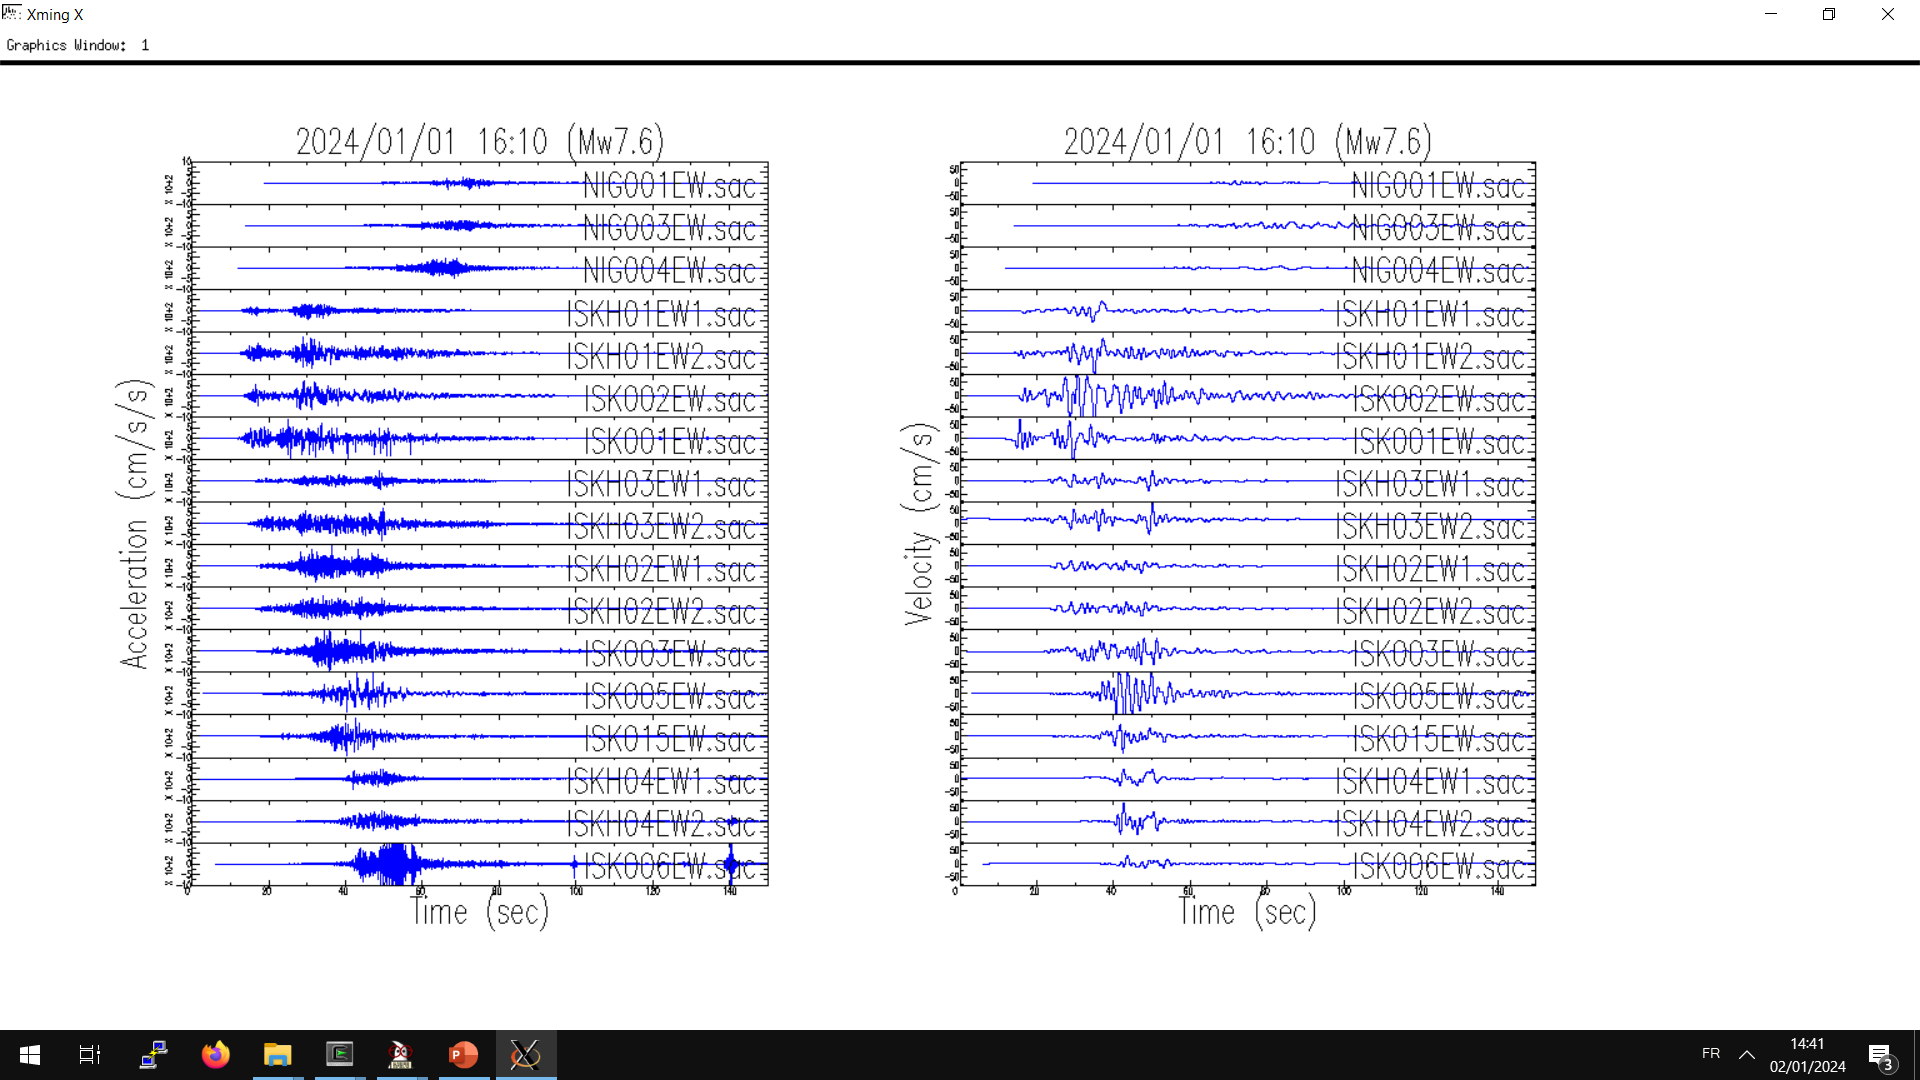 Xming X
Graphics Window: 1
2024/01/01 16:10 (Mw7.6)
NIG001EW.sac
NIG003EW.sac
NIG004EW.sac
ISKH01EW1.sac
ISKH01EW2.sac
ISK002EW.sac
ISK001EW.sac
ISKH03EW1.sac
ISKH03EW2.sac
ISKH02EW1.sac
ISKH02EW2.sac
ISK003EW.sac
ISK005EW.sac
ISK015EW.sac
ISKH04EW1.sac
ISKH04EW2.sac
ISK006EW.sac
Acceleration (cm/s/s)
0 20 40 60 80 100 120 140
Time (sec)
2024/01/01 16:10 (Mw7.6)
NIG001EW.sac
NIG003EW.sac
NIG004EW.sac
ISKH01EW1.sac
ISKH01EW2.sac
ISK002EW.sac
ISK001EW.sac
ISKH03EW1.sac
ISKH03EW2.sac
ISKH02EW1.sac
ISKH02EW2.sac
ISK003EW.sac
ISK005EW.sac
ISK015EW.sac
ISKH04EW1.sac
ISKH04EW2.sac
ISK006EW.sac
Velocity (cm/s)
0 20 40 60 80 100 120 140
Time (sec)
FR
14:41
02/01/2024
3